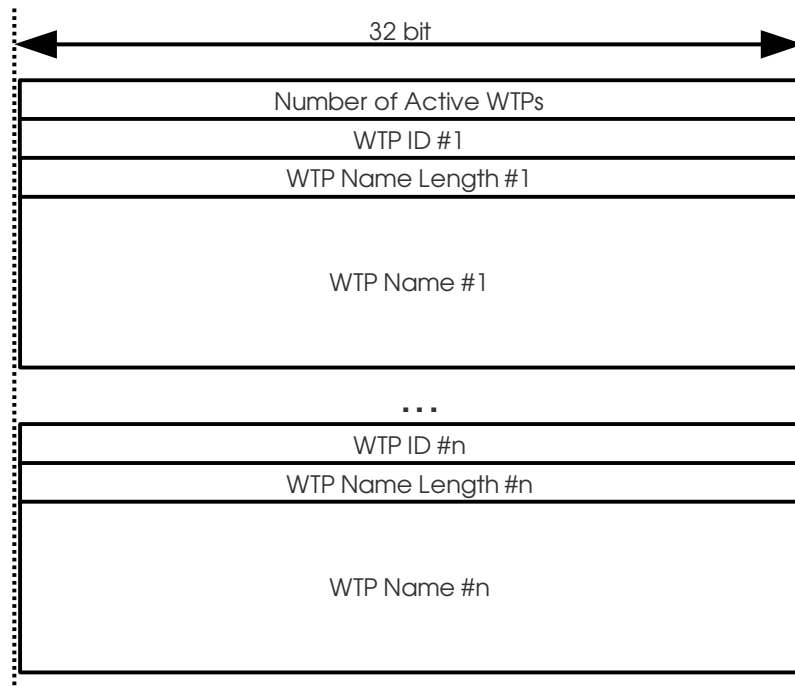 32 bit
Number of Active WTPs
WTP ID #1
WTP Name Length #1
WTP Name #1
...
WTP ID #n
WTP Name Length #n
WTP Name #n